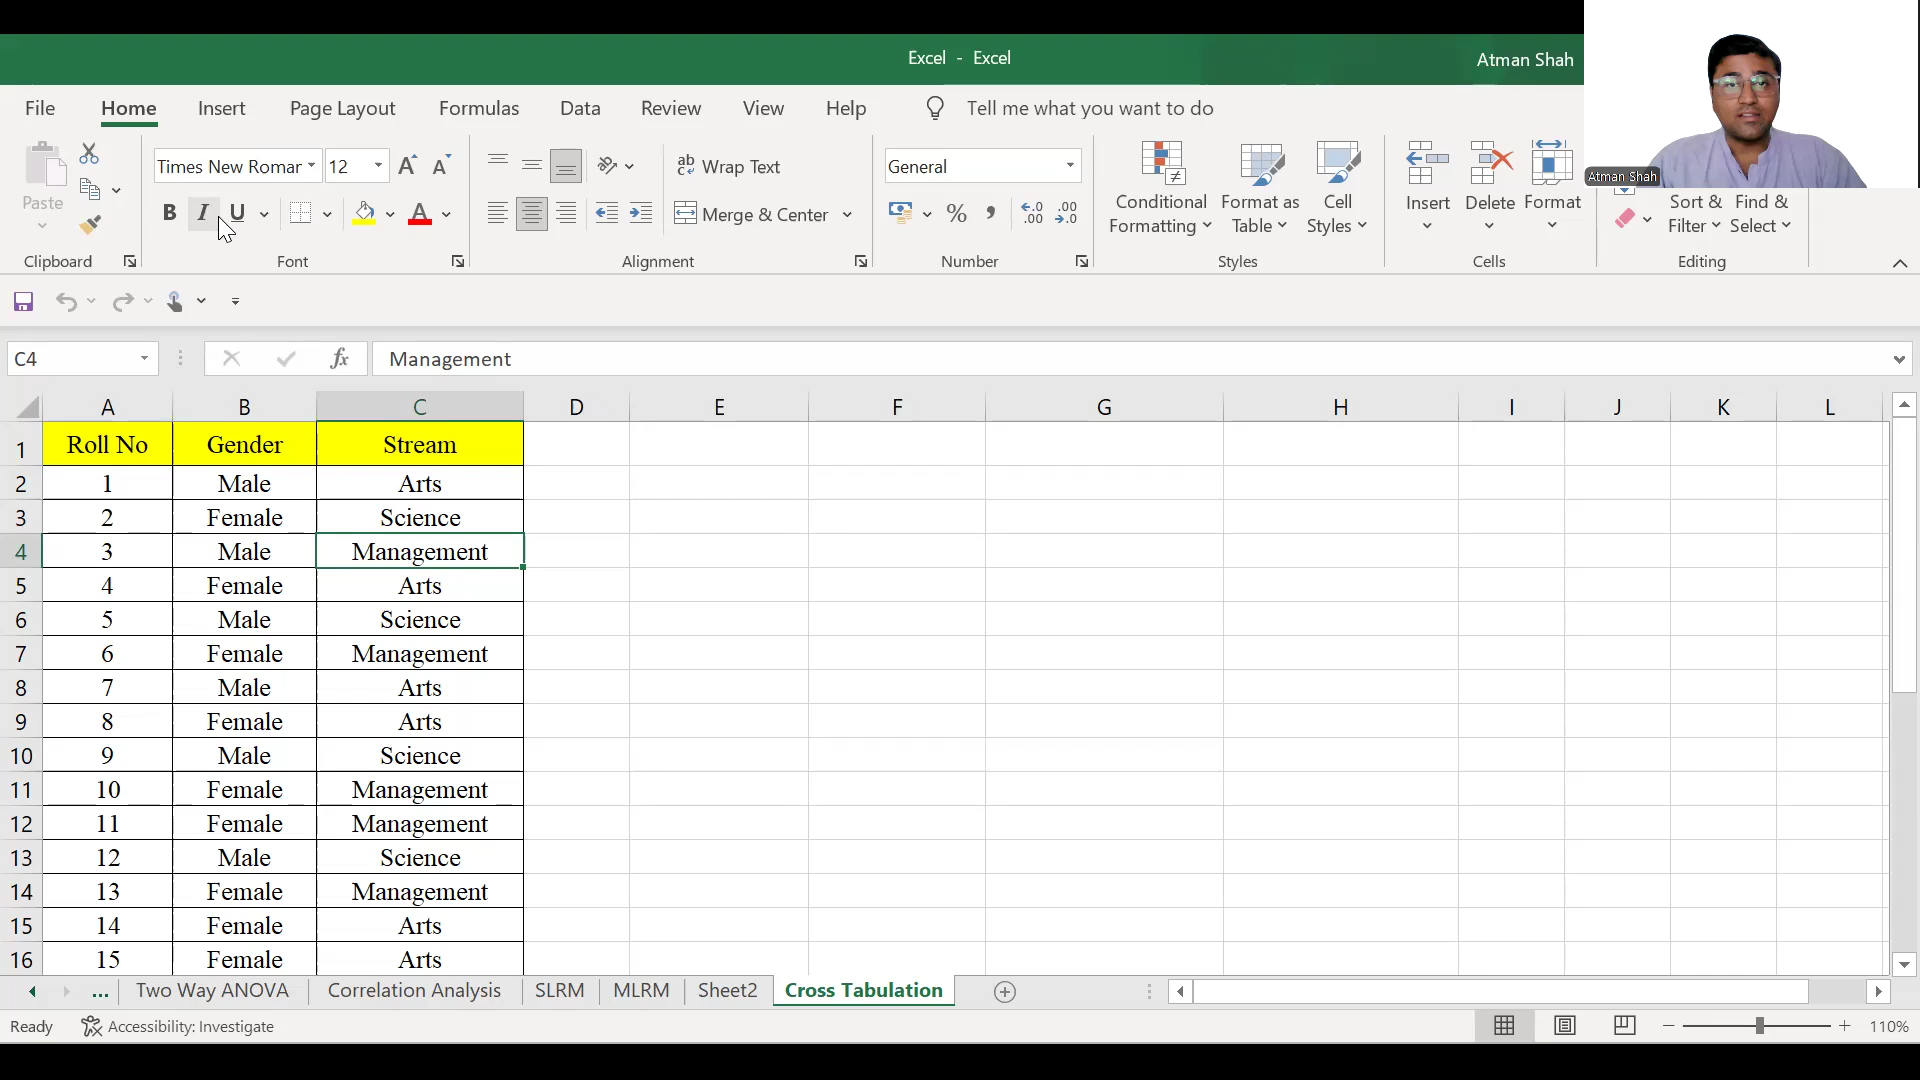 Excel - Excel
Atman Shah
File Home Insert Page Layout Formulas Data Review View Help Tell me what you want to do
Paste
Clipboard
Times New Roman 12
B I U A
Font
ab Wrap Text
Merge & Center
Alignment
General
% ,
Number
Conditional Formatting
Format as Table
Cell Styles
Styles
Insert Delete Format
Cells
Sort & Filter
Find & Select
Editing
Atman Shah
C4 fx Management
A B C D E F G H I J K L
1 Roll No Gender Stream
2 1 Male Arts
3 2 Female Science
4 3 Male Management
5 4 Female Arts
6 5 Male Science
7 6 Female Management
8 7 Male Arts
9 8 Female Arts
10 9 Male Science
11 10 Female Management
12 11 Female Management
13 12 Male Science
14 13 Female Management
15 14 Female Arts
16 15 Female Arts
... Two Way ANOVA Correlation Analysis SLRM MLRM Sheet2 Cross Tabulation
Ready Accessibility: Investigate 110%